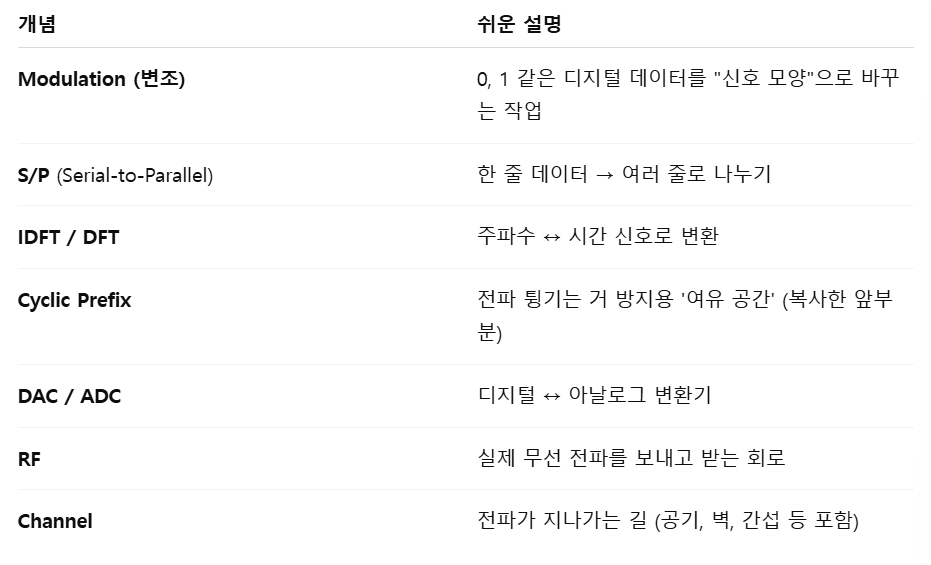 개념 쉬운 설명
Modulation (변조) 0, 1 같은 디지털 데이터를 "신호 모양"으로 바꾸
는 작업
S/P (Serial-to-Parallel) 한 줄 데이터 → 여러 줄로 나누기
IDFT / DFT 주파수 ↔ 시간 신호로 변환
Cyclic Prefix 전파 튕기는 거 방지용 '여유 공간' (복사한 앞부
분)
DAC / ADC 디지털 ↔ 아날로그 변환기
RF 실제 무선 전파를 보내고 받는 회로
Channel 전파가 지나가는 길 (공기, 벽, 간섭 등 포함)